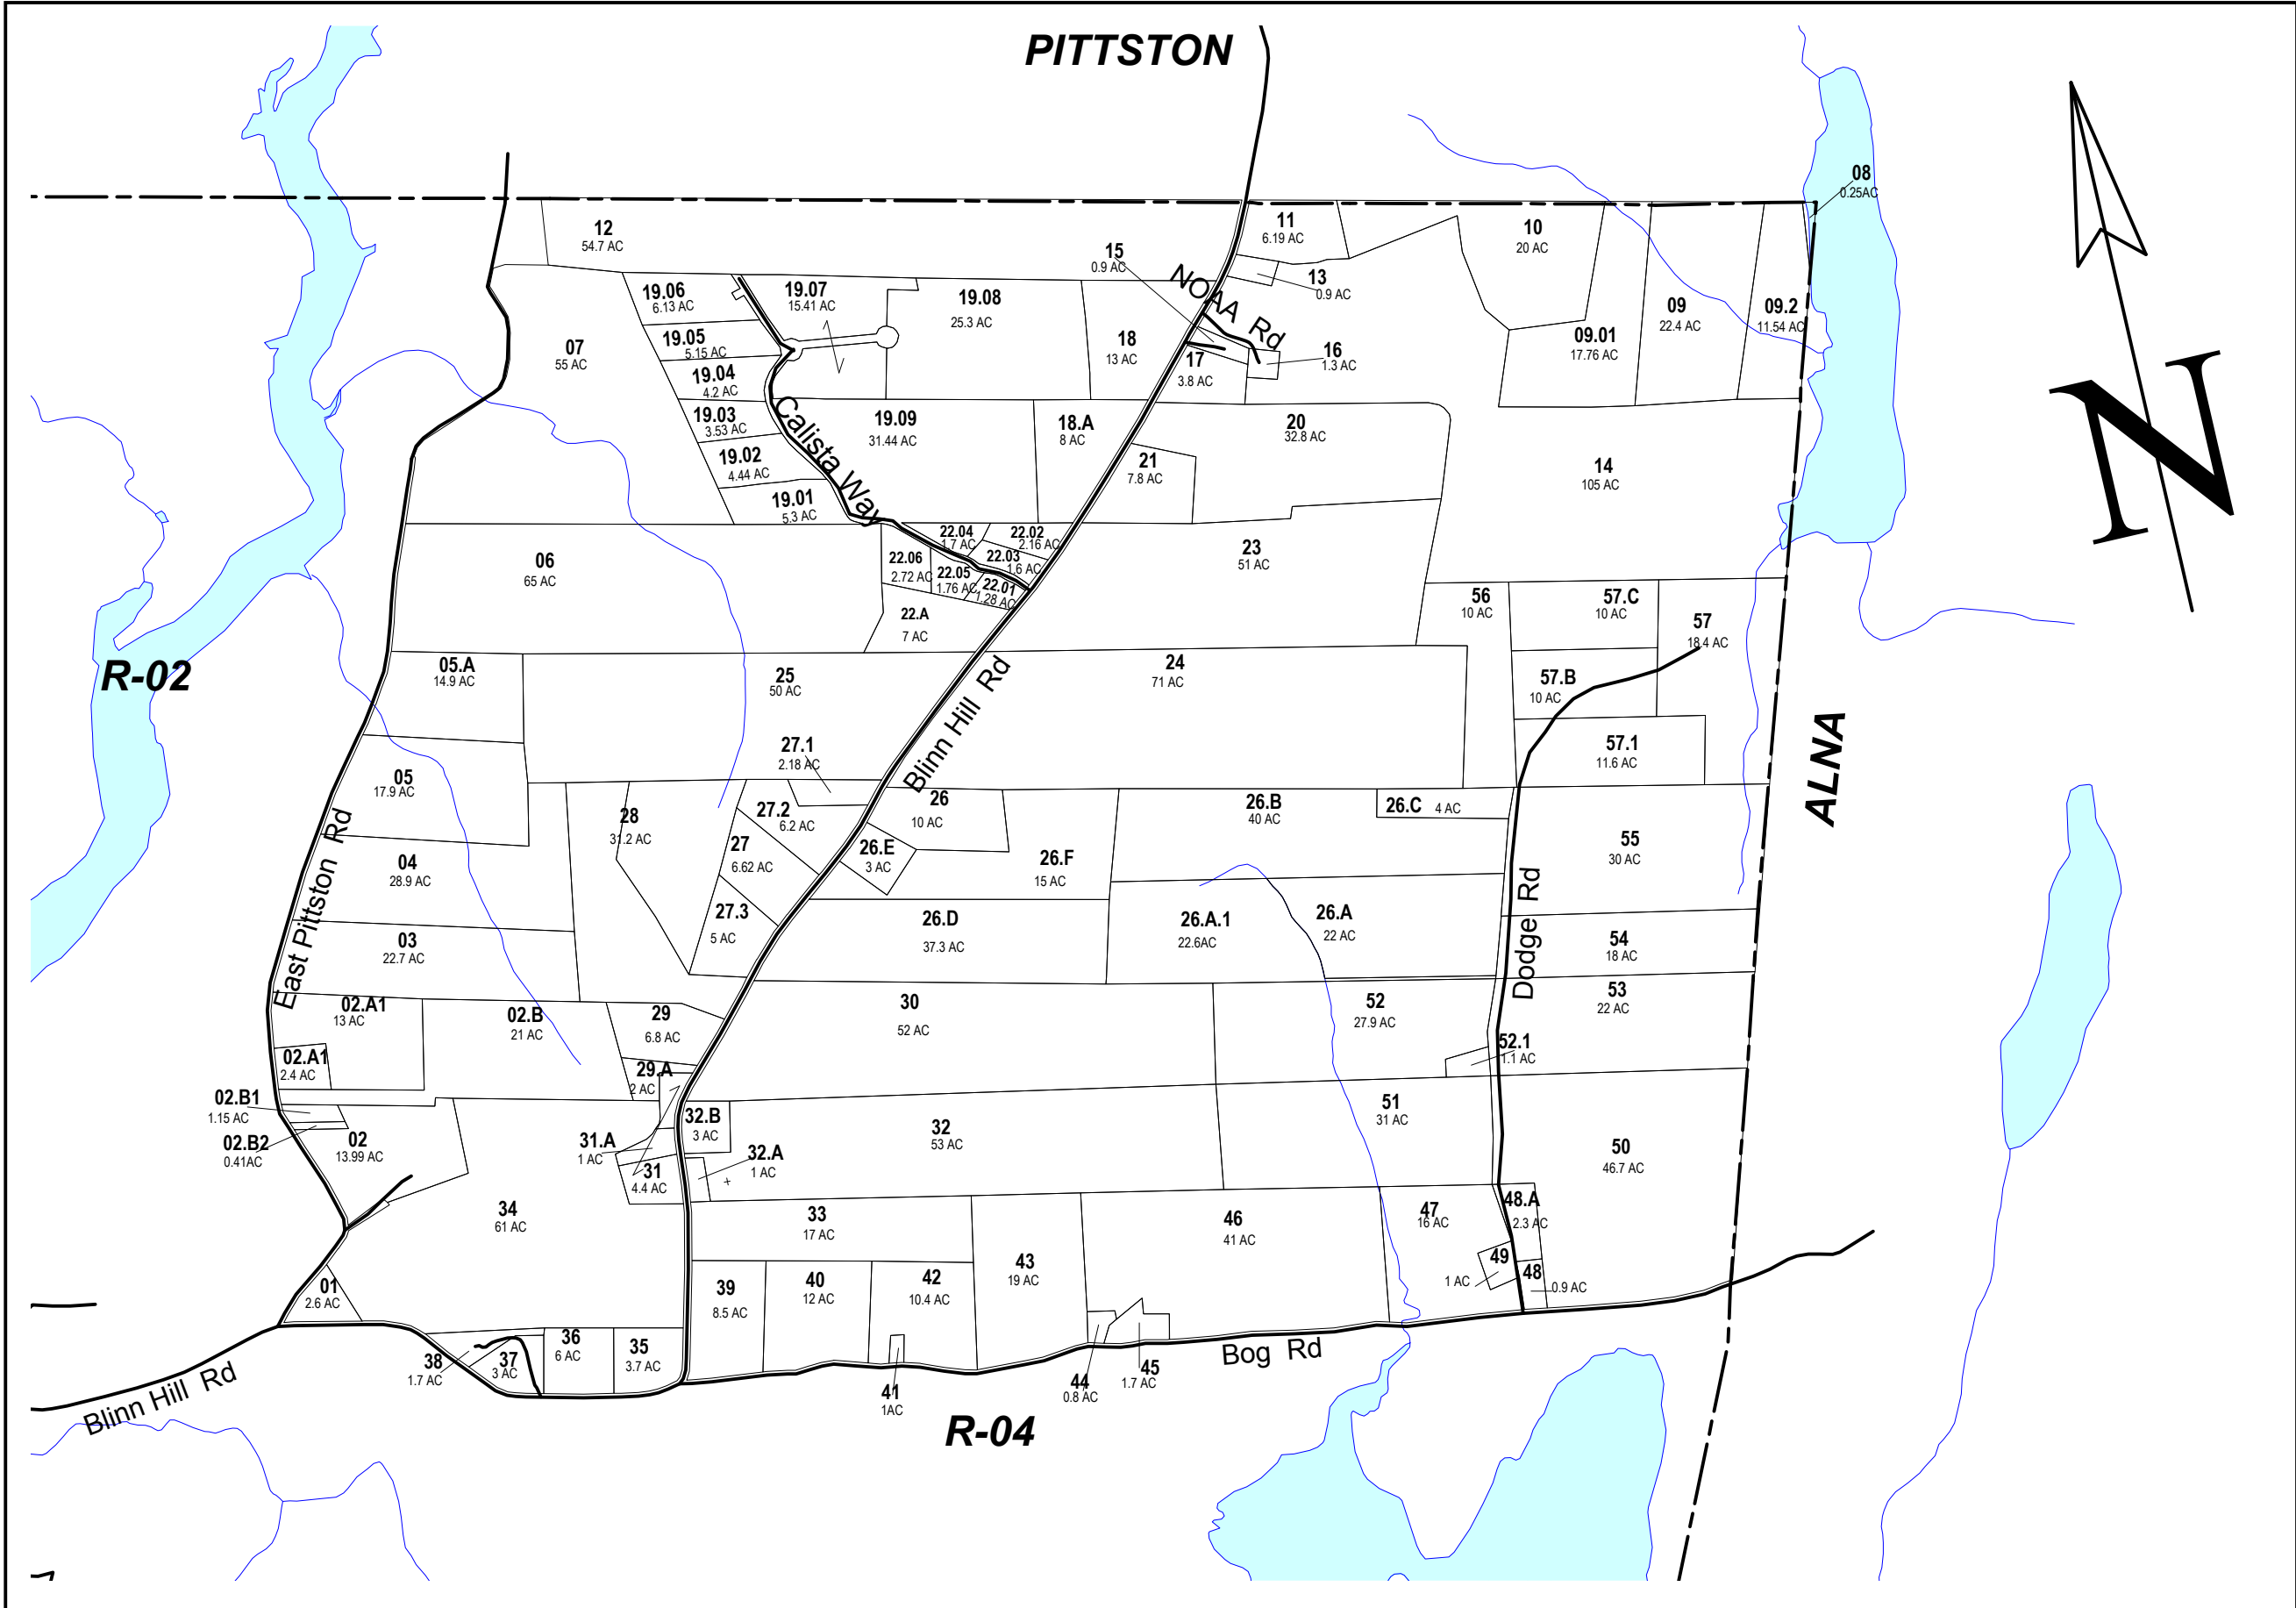 PITTSTON
08
0.25AC
12
54.7 AC
11
6.19 AC
10
20 AC
15
0.9 AC
NOAA Rd
13
0.9 AC
19.06
6.13 AC
19.07
15.41 AC
19.08
25.3 AC
09
22.4 AC
09.2
11.54 AC
09.01
17.76 AC
07
55 AC
19.05
5.15 AC
18
13 AC
17
3.8 AC
16
1.3 AC
19.04
4.2 AC
19.03
3.53 AC
Calista Way
19.09
31.44 AC
18.A
8 AC
20
32.8 AC
N
19.02
4.44 AC
21
7.8 AC
14
105 AC
19.01
5.3 AC
22.04
1.7 AC
22.02
2.16 AC
06
65 AC
22.06
2.72 AC
22.05
1.76 AC
22.03
1.6 AC
22.01
1.28 AC
23
51 AC
22.A
7 AC
56
10 AC
57.C
10 AC
57
18.4 AC
R-02
05.A
14.9 AC
25
50 AC
Blinn Hill Rd
24
71 AC
57.B
10 AC
27.1
2.18 AC
57.1
11.6 AC
ALNA
05
17.9 AC
East Pittston Rd
28
31.2 AC
27.2
6.2 AC
26
10 AC
26.B
40 AC
26.C 4 AC
27
6.62 AC
26.E
3 AC
26.F
15 AC
55
30 AC
04
28.9 AC
27.3
5 AC
26.D
37.3 AC
26.A.1
22.6AC
26.A
22 AC
Dodge Rd
54
18 AC
03
22.7 AC
02.A1
13 AC
02.B
21 AC
29
6.8 AC
30
52 AC
52
27.9 AC
53
22 AC
02.A1
2.4 AC
29.A
2 AC
52.1
1.1 AC
02.B1
1.15 AC
02.B2
0.41AC
02
13.99 AC
31.A
1 AC
32.B
3 AC
32
53 AC
51
31 AC
50
46.7 AC
31
4.4 AC
32.A
1 AC
34
61 AC
33
17 AC
46
41 AC
47
16 AC
48.A
2.3 AC
01
2.6 AC
39
8.5 AC
40
12 AC
42
10.4 AC
43
19 AC
49
1 AC
48
0.9 AC
38
1.7 AC
37
3 AC
36
6 AC
35
3.7 AC
41
1AC
44
0.8 AC
45
1.7 AC
Bog Rd
Blinn Hill Rd
R-04